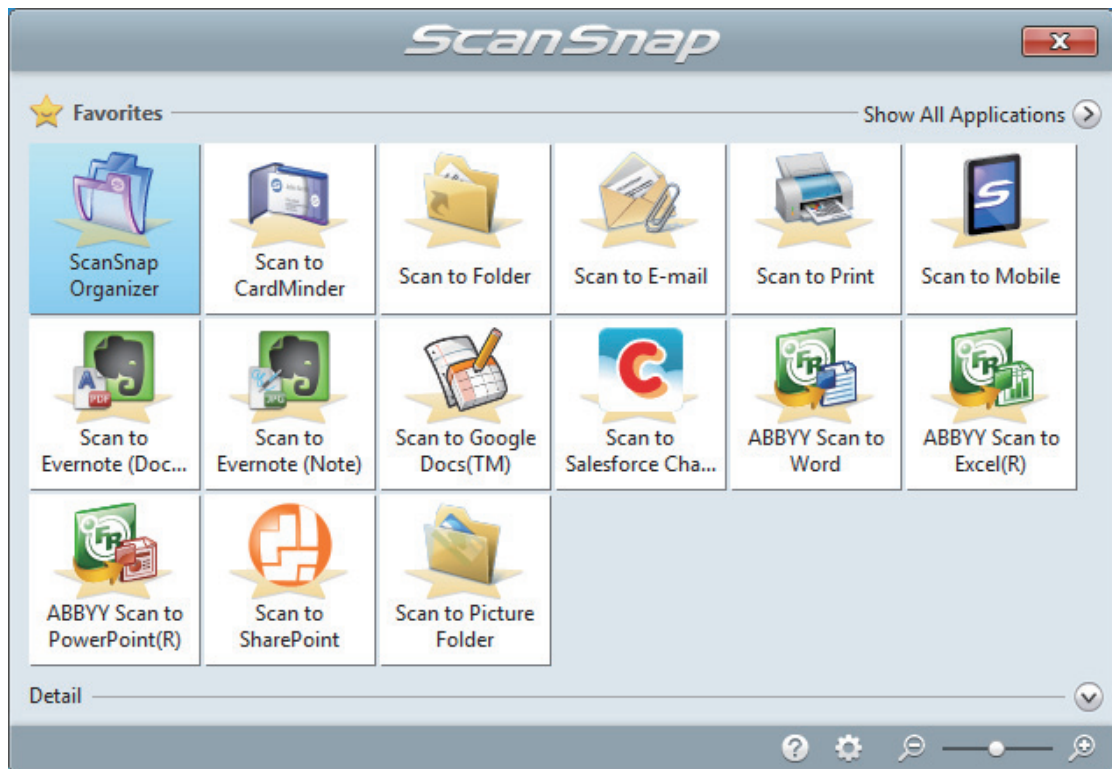 ScanSnap
Favorites
Show All Applications
ScanSnap
Organizer
Scan to
CardMinder
Scan to Folder
Scan to E-mail
Scan to Print
Scan to Mobile
Scan to
Evernote (Doc...
Scan to
Evernote (Note)
Scan to Google
Docs(TM)
Scan to
Salesforce Cha...
ABBYY Scan to
Word
ABBYY Scan to
Excel(R)
ABBYY Scan to
PowerPoint(R)
Scan to
SharePoint
Scan to Picture
Folder
Detail